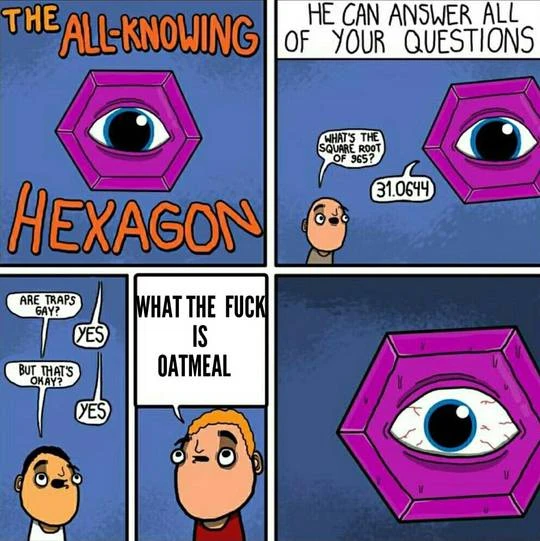 THE ALL-KNOWING
HEXAGON
HE CAN ANSWER ALL
OF YOUR QUESTIONS
WHAT'S THE
SQUARE ROOT
OF 965?
31.0644
ARE TRAPS
GAY?
YES
BUT THAT'S
OKAY?
YES
WHAT THE FUCK
IS
OATMEAL